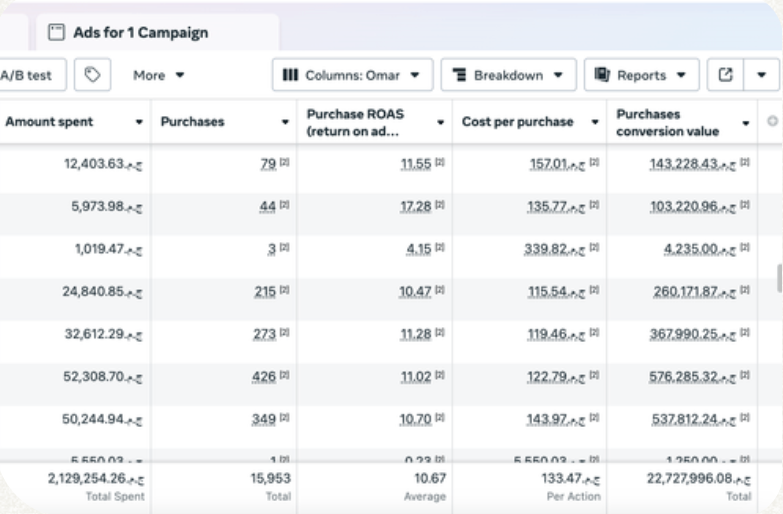 Ads for 1 Campaign
A/B test More Columns: Omar Breakdown Reports
Amount spent Purchases Purchase ROAS (return on ad... Cost per purchase Purchases conversion value
12,403.63ج.م. 79 [2] 11.55 [2] 157.01ج.م. [2] 143,228.43ج.م. [2]
5,973.98ج.م. 44 [2] 17.28 [2] 135.77ج.م. [2] 103,220.96ج.م. [2]
1,019.47ج.م. 3 [2] 4.15 [2] 339.82ج.م. [2] 4,235.00ج.م. [2]
24,840.85ج.م. 215 [2] 10.47 [2] 115.54ج.م. [2] 260,171.87ج.م. [2]
32,612.29ج.م. 273 [2] 11.28 [2] 119.46ج.م. [2] 367,990.25ج.م. [2]
52,308.70ج.م. 426 [2] 11.02 [2] 122.79ج.م. [2] 576,285.32ج.م. [2]
50,244.94ج.م. 349 [2] 10.70 [2] 143.97ج.م. [2] 537,812.24ج.م. [2]
5,550.03ج.م. 1 [2] 0.23 [2] 5,550.03ج.م. [2] 1,250.00ج.م. [2]
2,129,254.26ج.م. 15,953 10.67 133.47ج.م. 22,727,996.08ج.م.
Total Spent Total Average Per Action Total